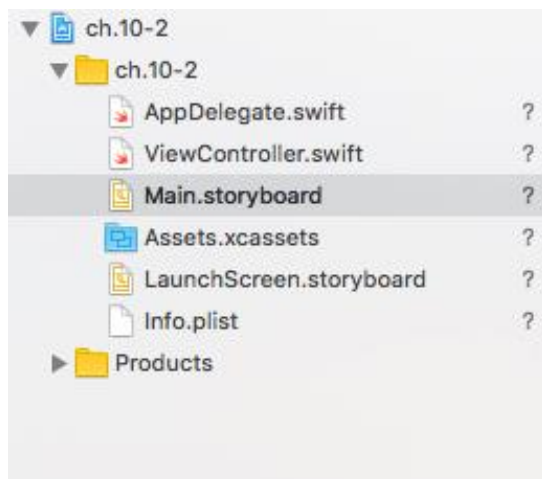 ch.10-2
ch.10-2
AppDelegate.swift ?
ViewController.swift ?
Main.storyboard ?
Assets.xcassets ?
LaunchScreen.storyboard ?
Info.plist ?
Products